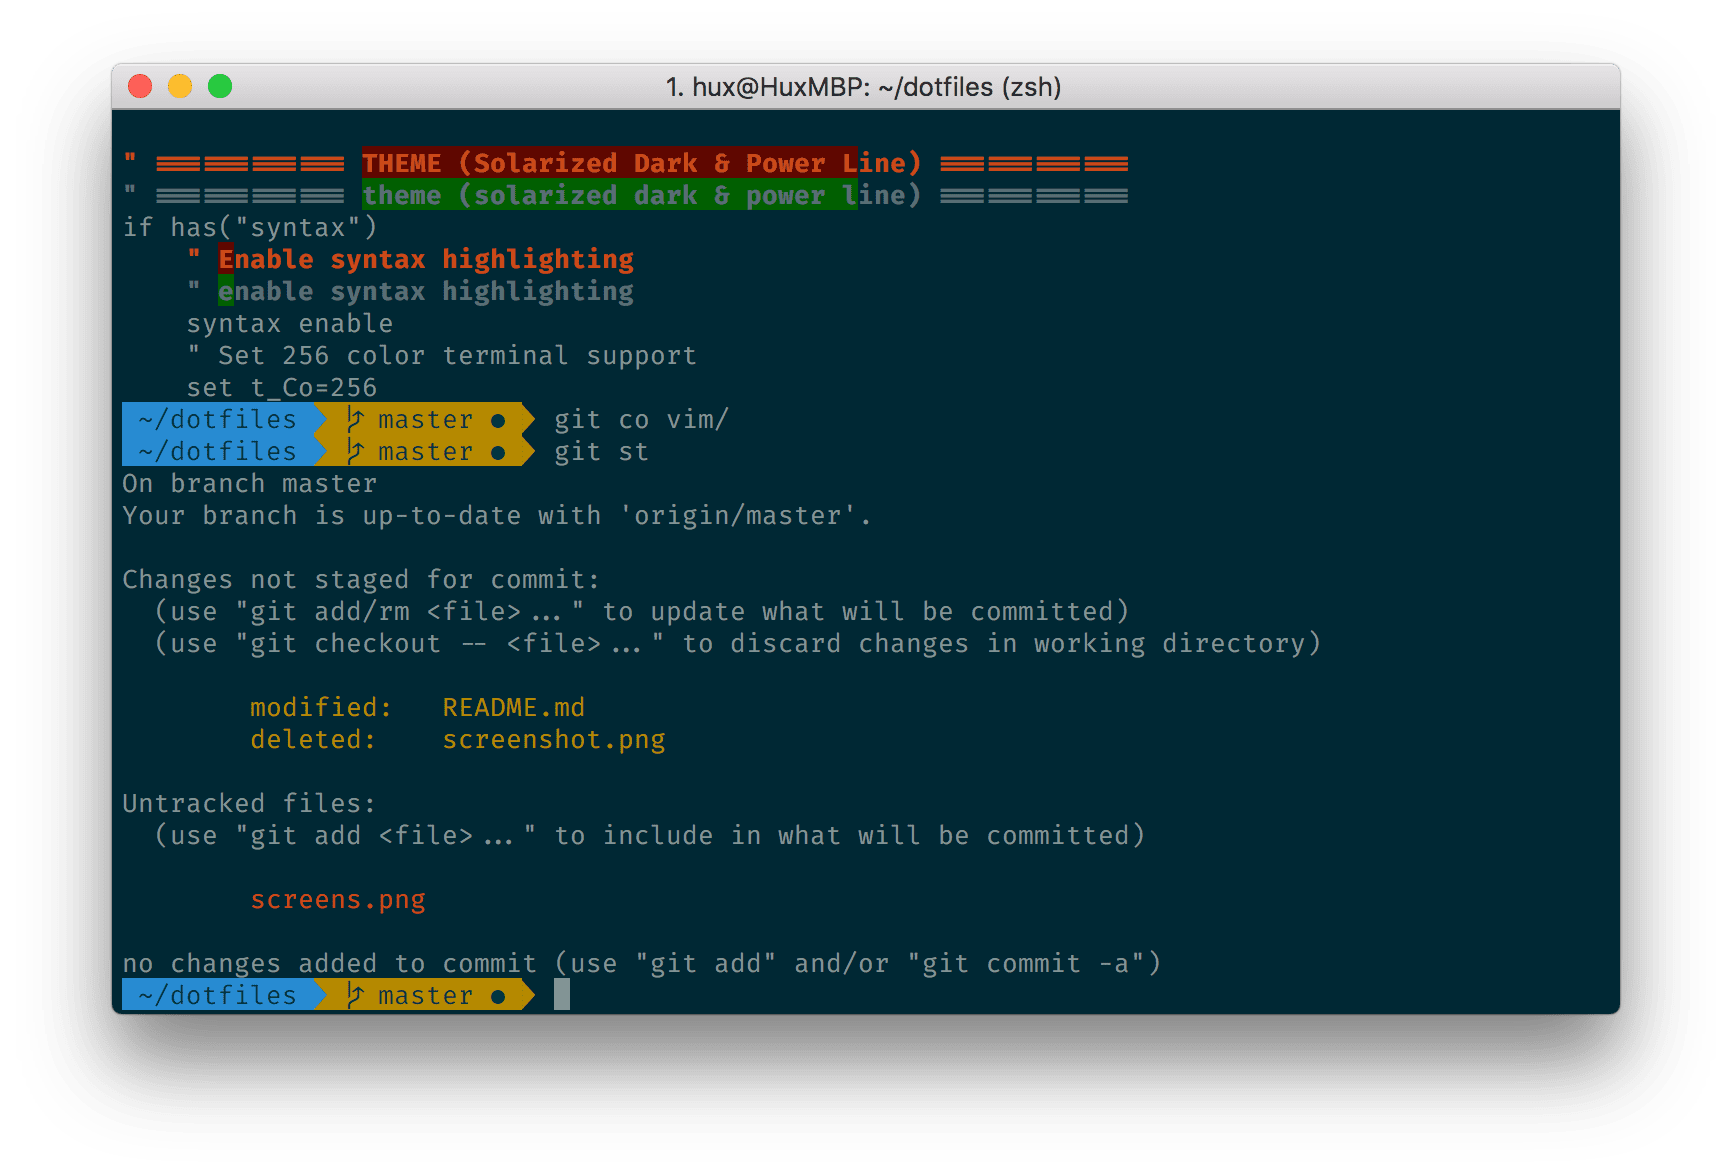 1. hux@HuxMBP: ~/dotfiles (zsh)
" ============ THEME (Solarized Dark & Power Line) ============
" ============ theme (solarized dark & power line) ============
if has("syntax")
    " Enable syntax highlighting
    " enable syntax highlighting
    syntax enable
    " Set 256 color terminal support
    set t_Co=256
~/dotfiles master ● git co vim/
~/dotfiles master ● git st
On branch master
Your branch is up-to-date with 'origin/master'.
Changes not staged for commit:
  (use "git add/rm <file>..." to update what will be committed)
  (use "git checkout -- <file>..." to discard changes in working directory)
        modified:   README.md
        deleted:    screenshot.png
Untracked files:
  (use "git add <file>..." to include in what will be committed)
        screens.png
no changes added to commit (use "git add" and/or "git commit -a")
~/dotfiles master ●